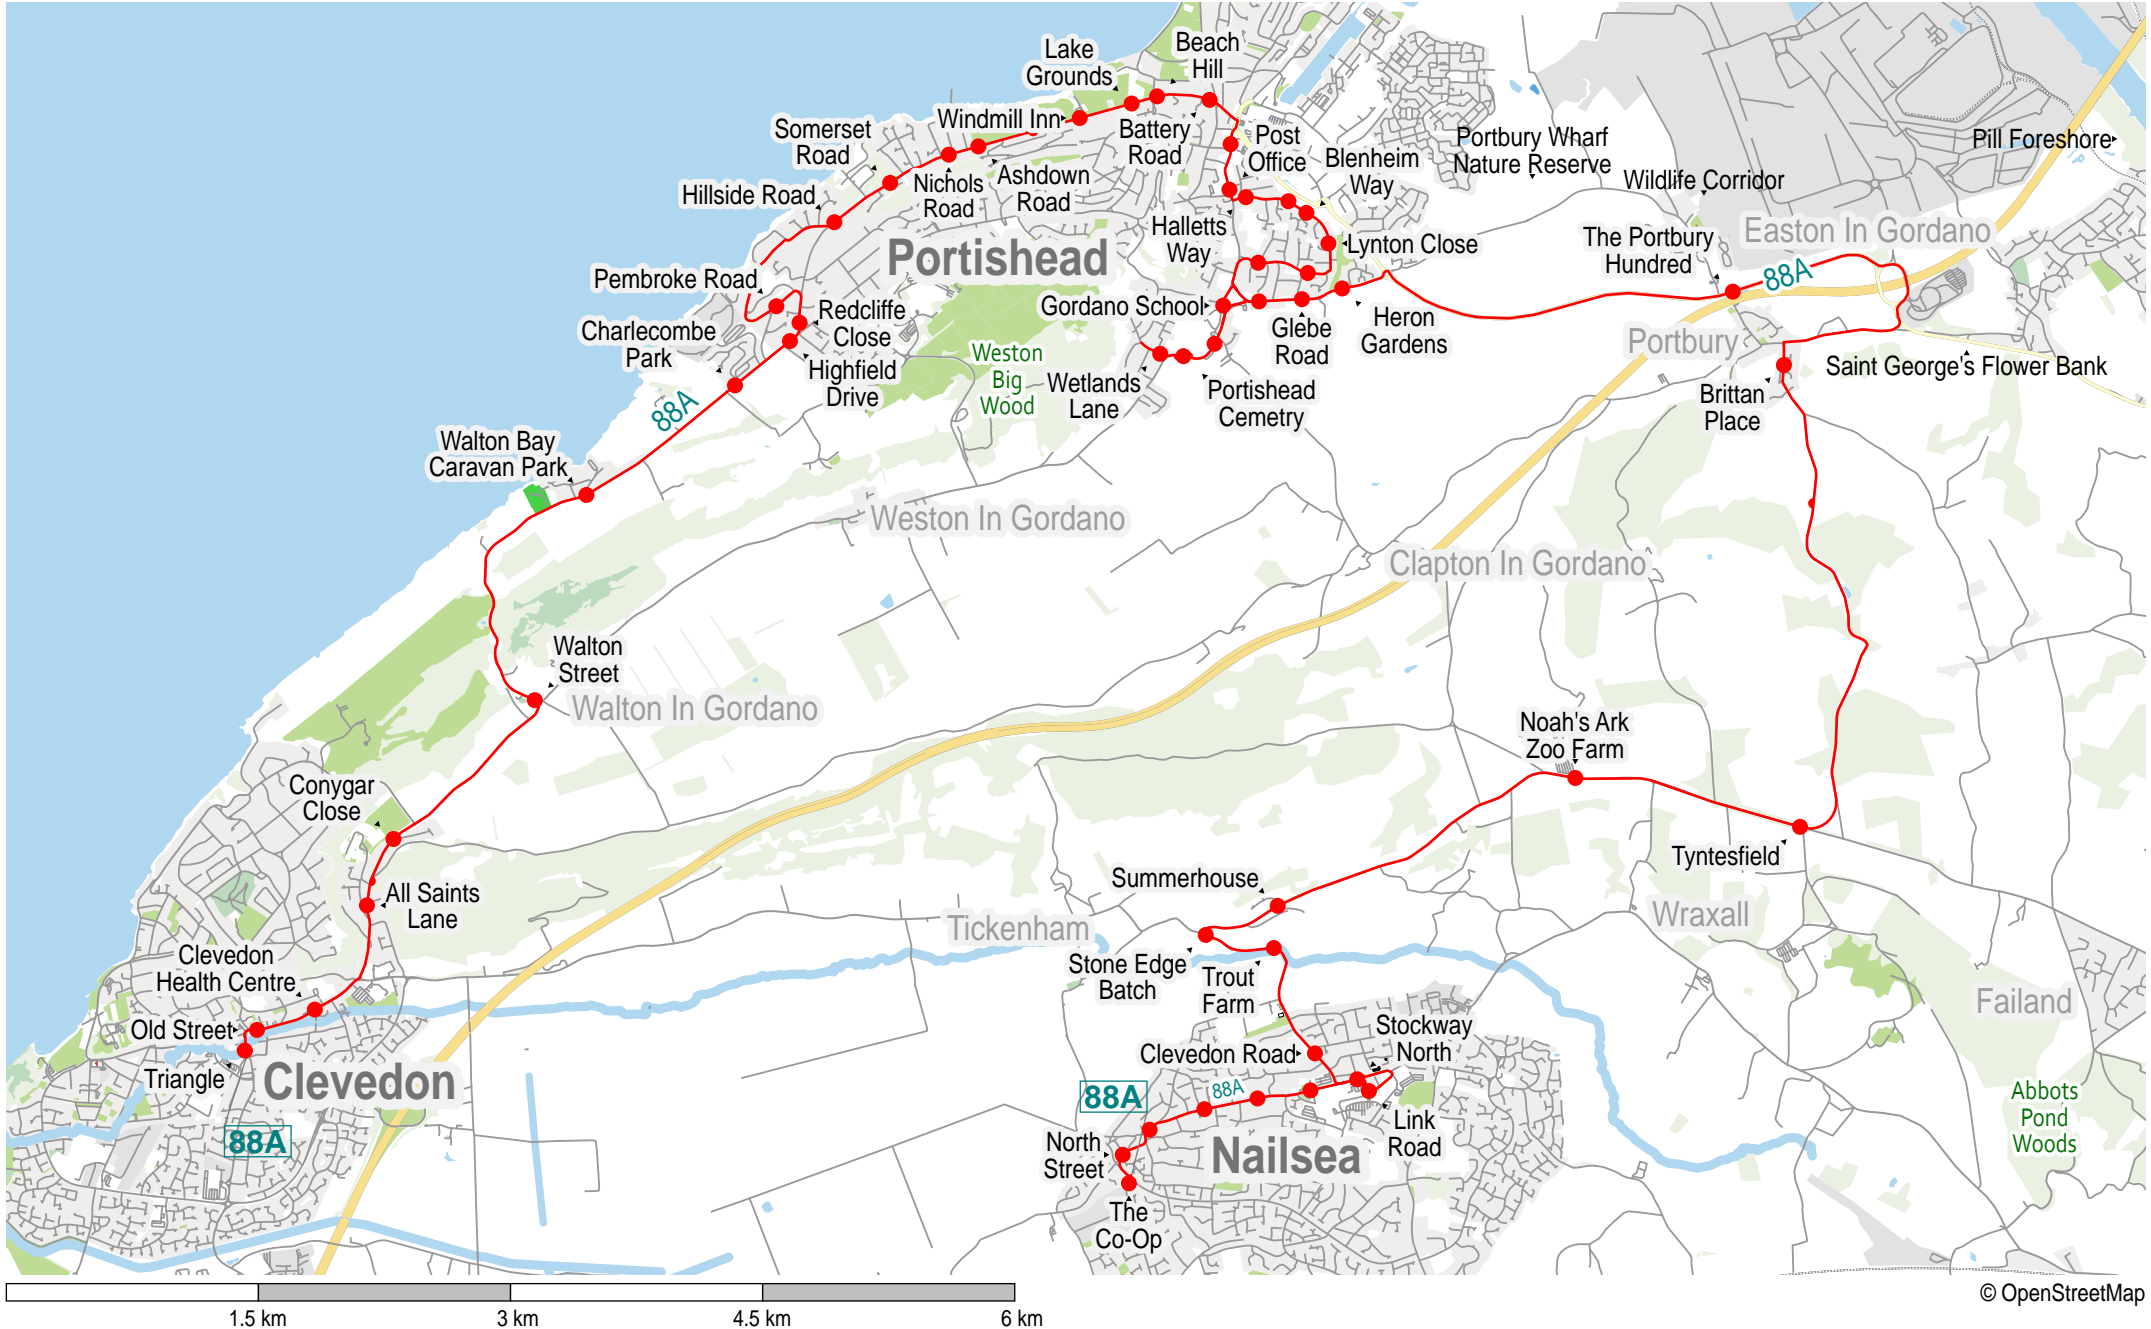 Lake
Grounds
Beach
Hill
Windmill Inn
Somerset
Road
Battery
Road
Post
Office
Blenheim
Way
Portbury Wharf
Nature Reserve
Pill Foreshore
Hillside Road
Nichols
Road
Ashdown
Road
Wildlife Corridor
Halletts
Way
Lynton Close
The Portbury
Hundred
Easton In Gordano
Portishead
88A
Pembroke Road
Redcliffe
Close
Gordano School
Charlecombe
Park
Highfield
Drive
Glebe
Road
Heron
Gardens
Portbury
Saint George's Flower Bank
Weston
Big
Wood
Wetlands
Lane
Portishead
Cemetry
Brittan
Place
88A
Walton Bay
Caravan Park
Weston In Gordano
Clapton In Gordano
Walton
Street
Walton In Gordano
Noah's Ark
Zoo Farm
Conygar
Close
Tyntesfield
Summerhouse
All Saints
Lane
Tickenham
Wraxall
Clevedon
Health Centre
Stone Edge
Batch
Trout
Farm
Failand
Old Street
Stockway
North
Clevedon Road
Triangle
Clevedon
88A
88A
Link
Road
Abbots
Pond
Woods
88A
North
Street
Nailsea
The
Co-Op
© OpenStreetMap
1.5 km
3 km
4.5 km
6 km